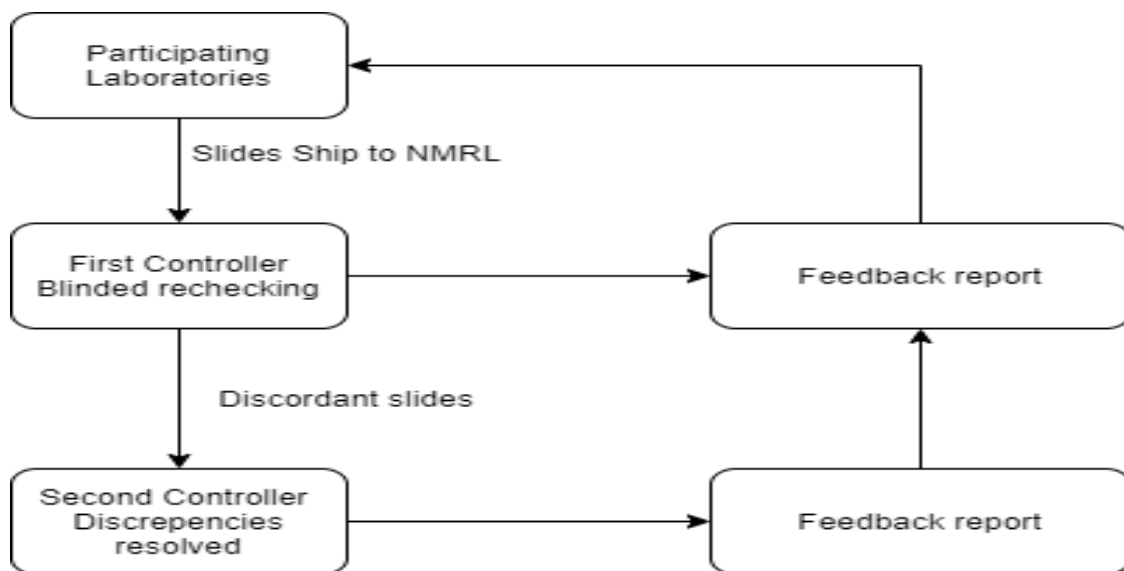 Participating
Laboratories
Slides Ship to NMRL
First Controller
Blinded rechecking
Feedback report
Discordant slides
Second Controller
Discrepencies
resolved
Feedback report